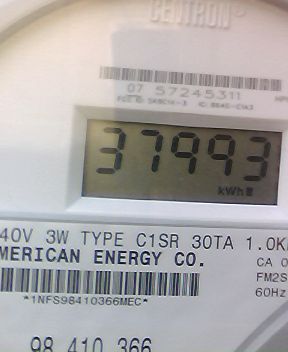 CENTRON®
07 57245311
37993
kWh
40V 3W TYPE C1SR 30TA 1.0K
MERICAN ENERGY CO.
CA 0
FM2S
60Hz
*1NFS98410366MEC*
98 410 366